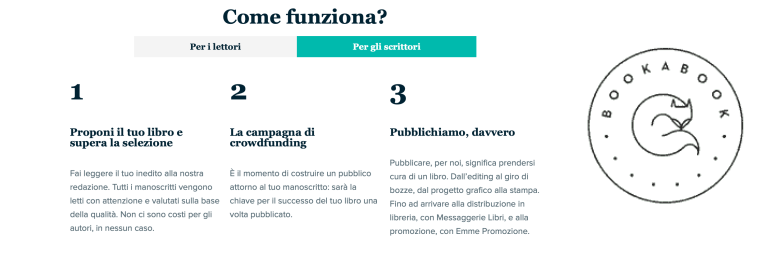 Come funziona?
Per i lettori
Per gli scrittori
1
Proponi il tuo libro e
supera la selezione
Fai leggere il tuo inedito alla nostra
redazione. Tutti i manoscritti vengono
letti con attenzione e valutati sulla base
della qualità. Non ci sono costi per gli
autori, in nessun caso.
2
La campagna di
crowdfunding
È il momento di costruire un pubblico
attorno al tuo manoscritto: sarà la
chiave per il successo del tuo libro una
volta pubblicato.
3
Pubblichiamo, davvero
Pubblicare, per noi, significa prendersi
cura di un libro. Dall'editing al giro di
bozze, dal progetto grafico alla stampa.
Fino ad arrivare alla distribuzione in
libreria, con Messaggerie Libri, e alla
promozione, con Emme Promozione.
BOOKABOOK